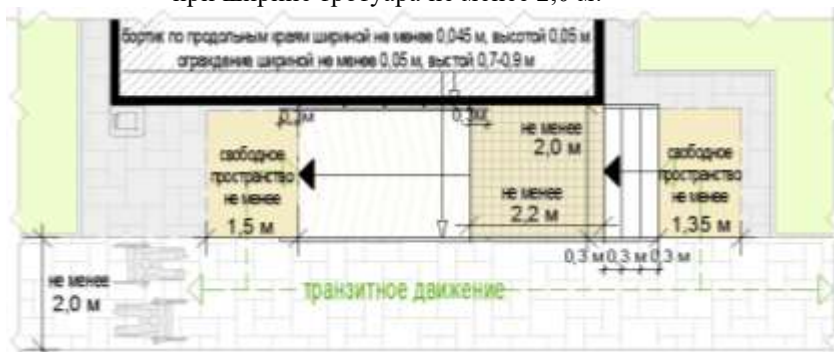 при ширине тротуара не менее 2,0 м.
бортик по продольным краям шириной не менее 0,045 м, высотой 0,05 м
ограждение шириной не менее 0,05 м, высотой 0,7-0,9 м
0,3м
0,3м
свободное
пространство
не менее
1,5 м
не менее
2,0 м
не менее
2,2 м
свободное
пространство
не менее
1,35 м
0,3 м 0,3 м 0,3 м
не менее
2,0 м
транзитное движение